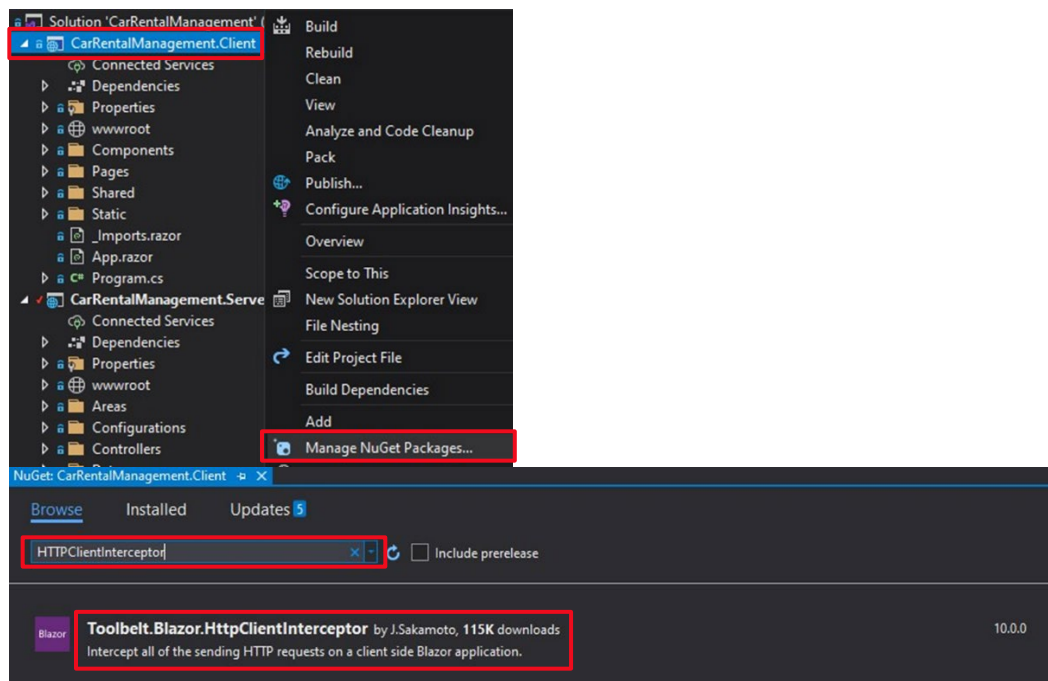 Solution 'CarRentalManagement' (
CarRentalManagement.Client
Connected Services
Dependencies
Properties
wwwroot
Components
Pages
Shared
Static
_Imports.razor
App.razor
C# Program.cs
CarRentalManagement.Serve
Connected Services
Dependencies
Properties
wwwroot
Areas
Configurations
Controllers
Build
Rebuild
Clean
View
Analyze and Code Cleanup
Pack
Publish...
Configure Application Insights...
Overview
Scope to This
New Solution Explorer View
File Nesting
Edit Project File
Build Dependencies
Add
Manage NuGet Packages...
NuGet: CarRentalManagement.Client
Browse Installed Updates 5
HTTPClientInterceptor Include prerelease
Blazor Toolbelt.Blazor.HttpClientInterceptor by J.Sakamoto, 115K downloads 10.0.0
Intercept all of the sending HTTP requests on a client side Blazor application.